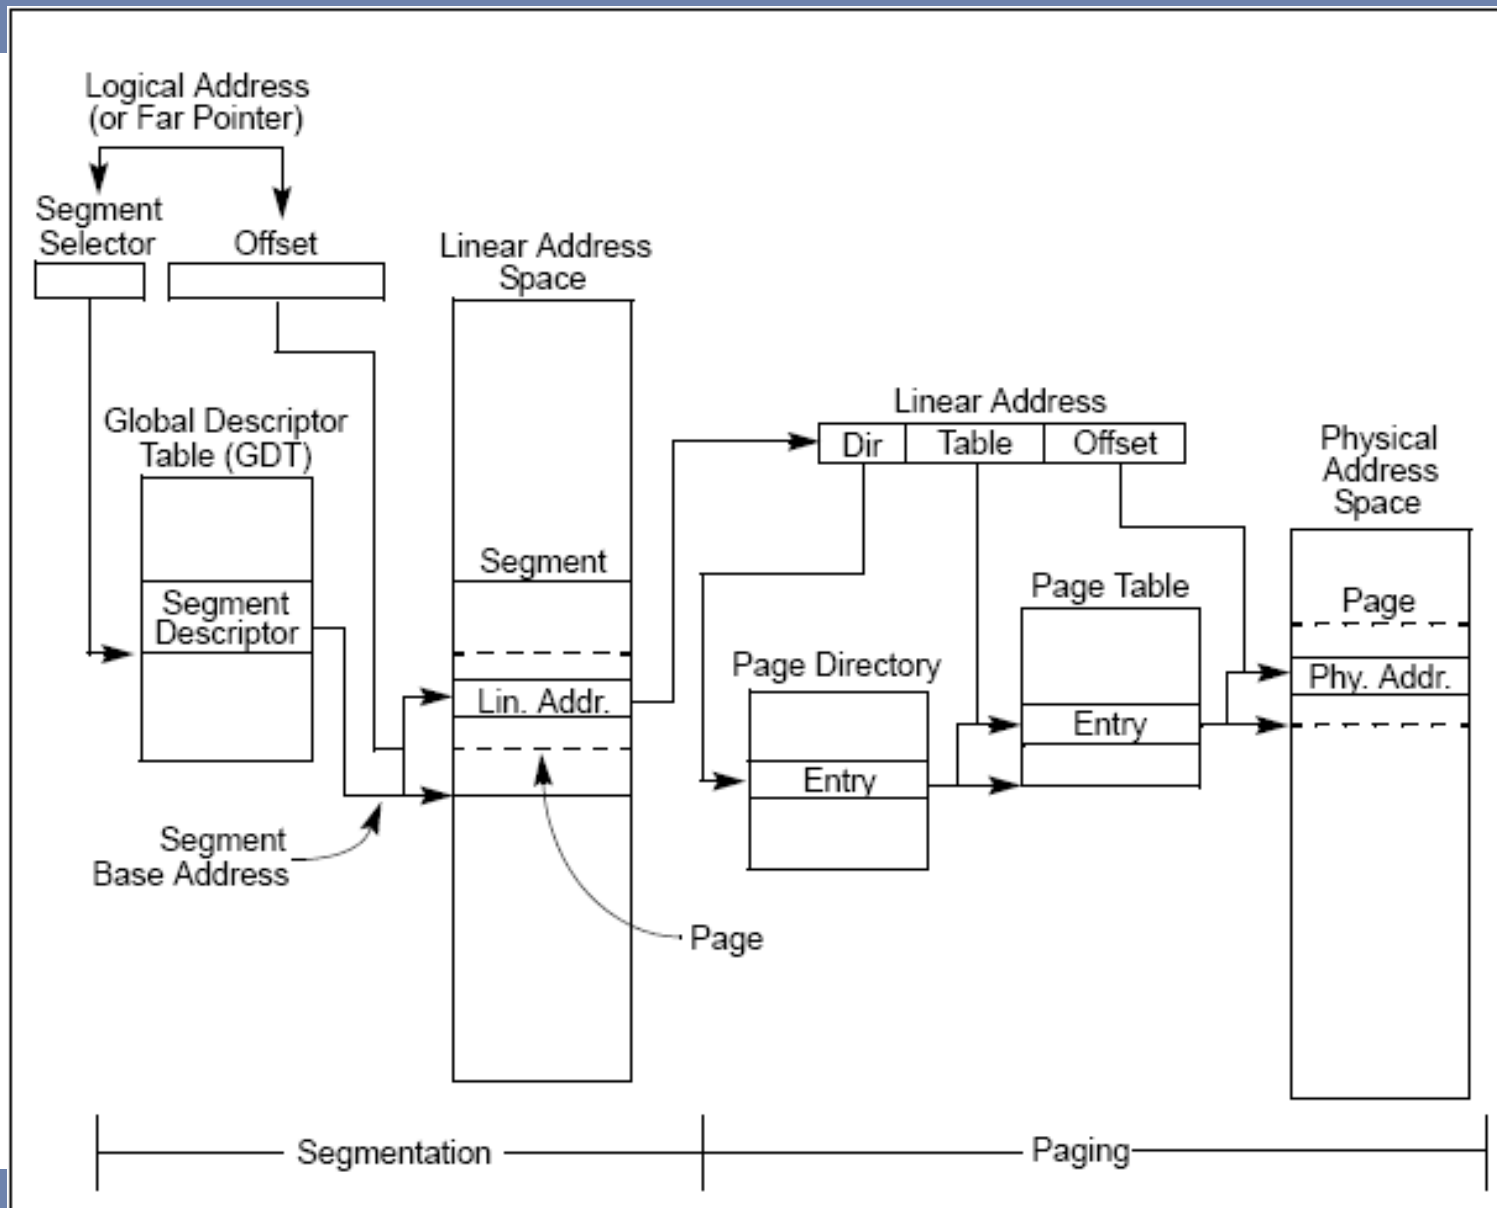 Logical Address
(or Far Pointer)
Segment
Selector
Offset
Linear Address
Space
Global Descriptor
Table (GDT)
Segment
Descriptor
Segment
Lin. Addr.
Segment
Base Address
Page
Linear Address
Dir
Table
Offset
Page Directory
Entry
Page Table
Entry
Physical
Address
Space
Page
Phy. Addr.
Segmentation
Paging